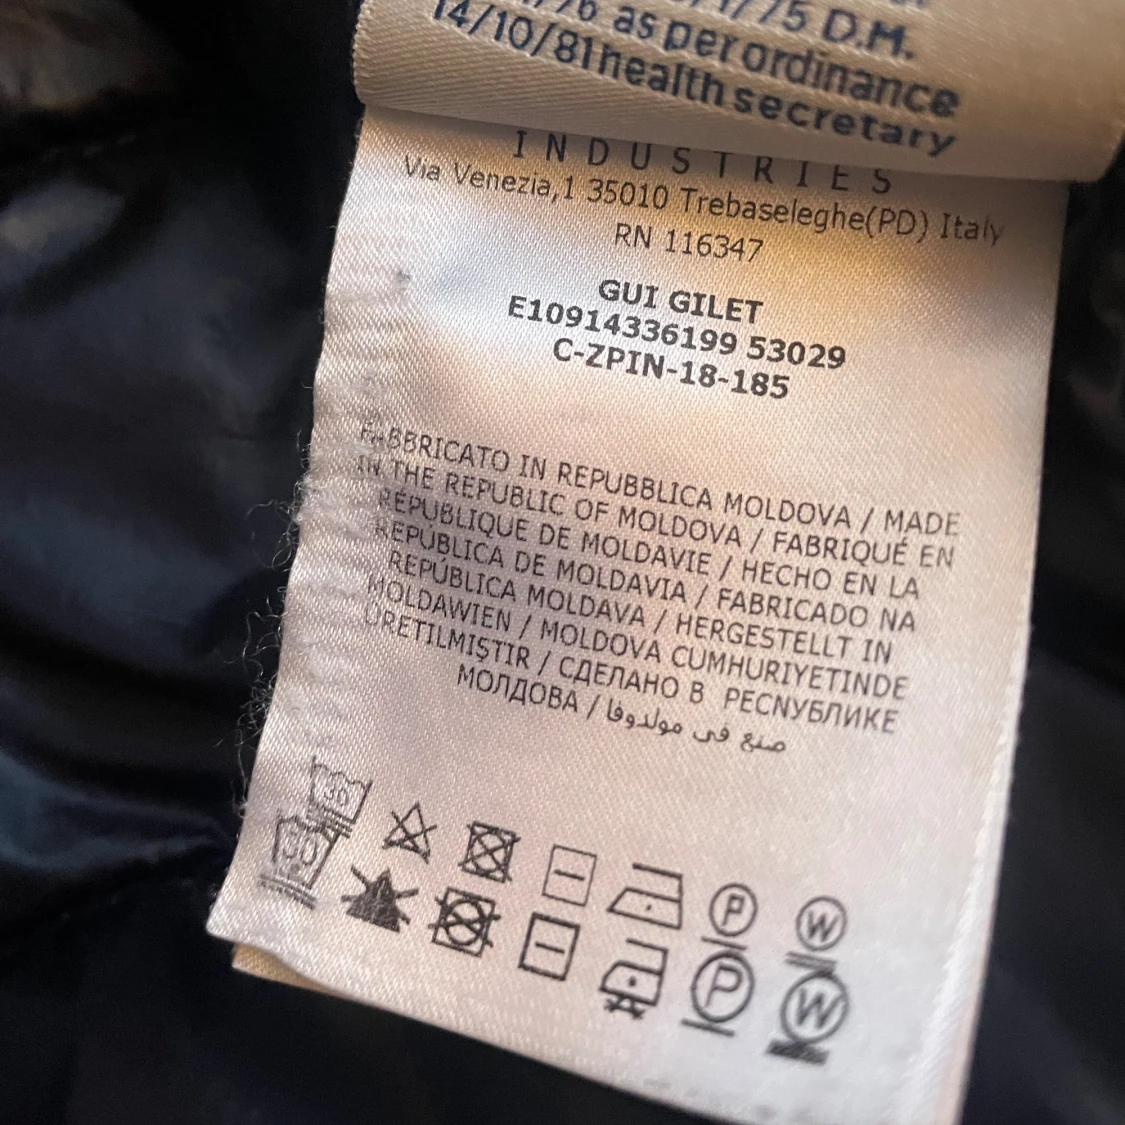 /75 D.M.
/76 as per ordinance
14/10/81 health secretary
INDUSTRIES
Via Venezia,1 35010 Trebaseleghe(PD) Italy
RN 116347
GUI GILET
E10914336199 53029
C-ZPIN-18-185
FABBRICATO IN REPUBBLICA MOLDOVA / MADE
IN THE REPUBLIC OF MOLDOVA / FABRIQUÉ EN
RÉPUBLIQUE DE MOLDAVIE / HECHO EN LA
REPÚBLICA DE MOLDAVIA / FABRICADO NA
REPÚBLICA MOLDAVA / HERGESTELLT IN
MOLDAWIEN / MOLDOVA CUMHURIYETINDE
ÜRETILMIŞTIR / СДЕЛАНО В РЕСПУБЛИКЕ
МОЛДОВА / صنع في مولدوفا
30 P W
30 P W